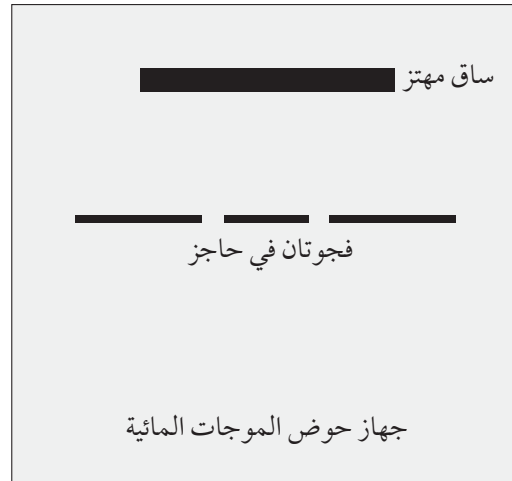 ساق مهتز
فجوتان في حاجز
جهاز حوض الموجات المائية